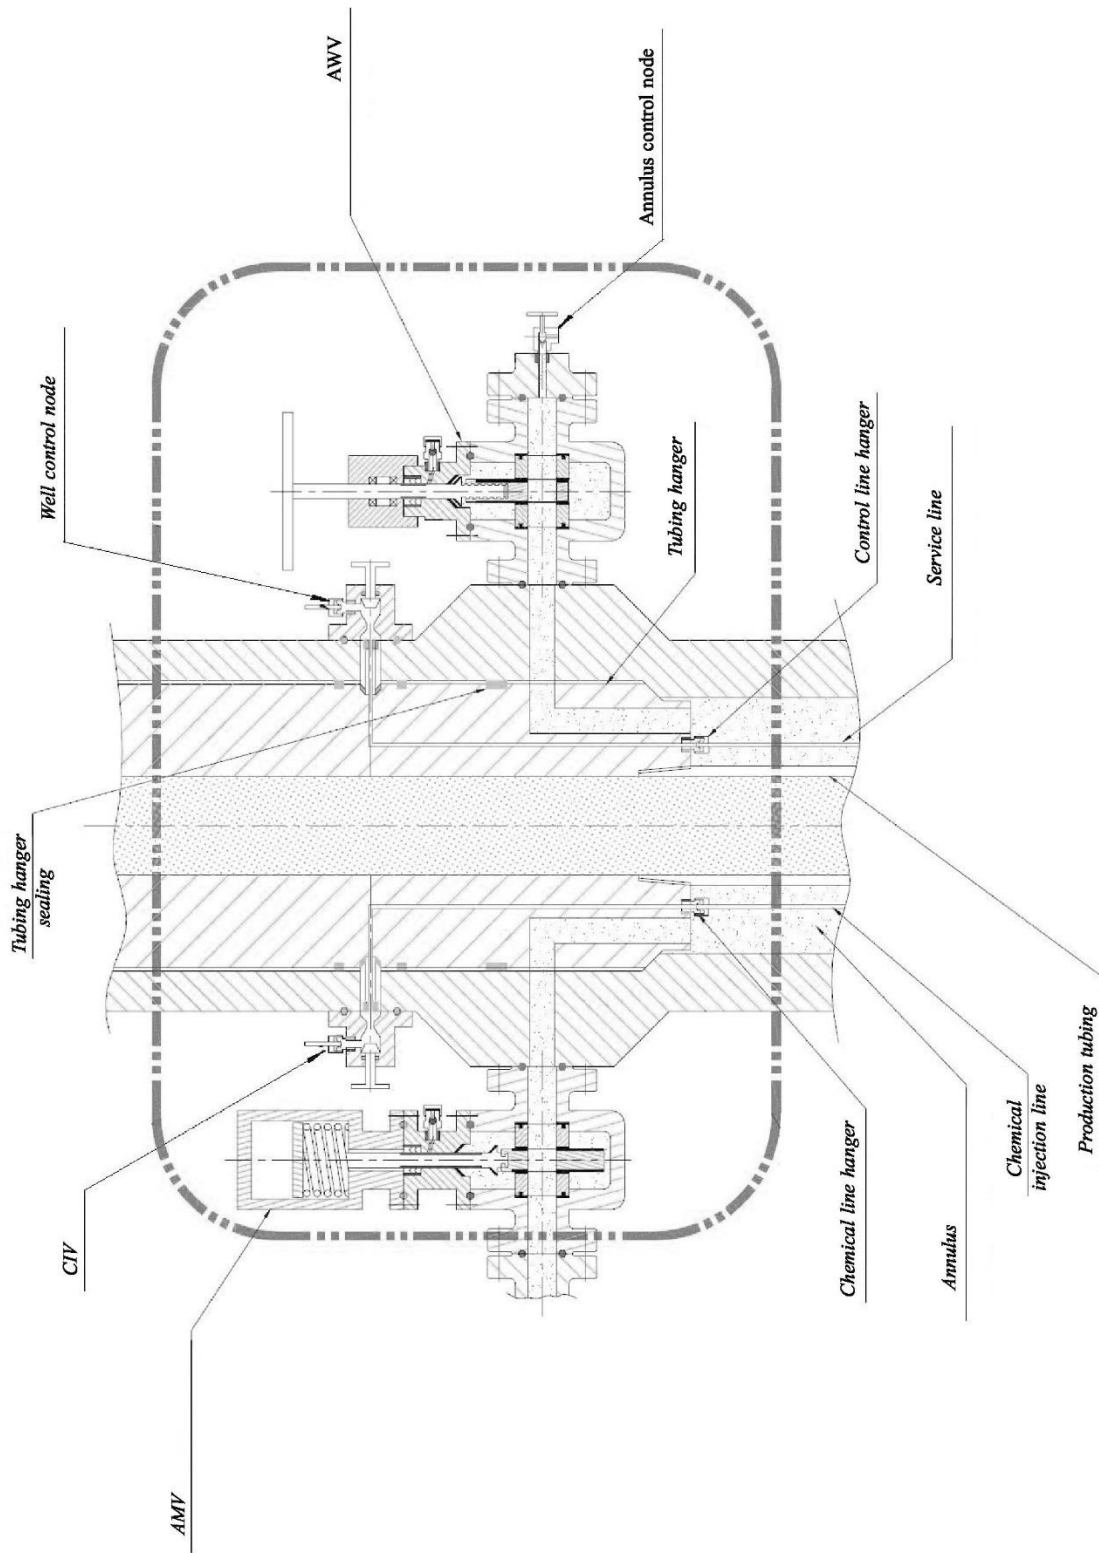 AWV
Annulus control node
Well control node
Tubing hanger
Control line hanger
Service line
Tubing hanger
sealing
Production tubing
Chemical
injection line
Annulus
Chemical line hanger
CIV
AMV